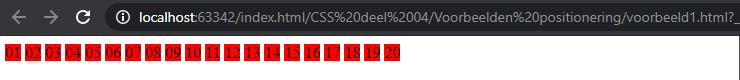 localhost:63342/index.html/CSS%20deel%2004/Voorbeelden%20positionering/voorbeeld1.html?_
01 02 03 04 05 06 07 08 09 10 11 12 13 14 15 16 17 18 19 20